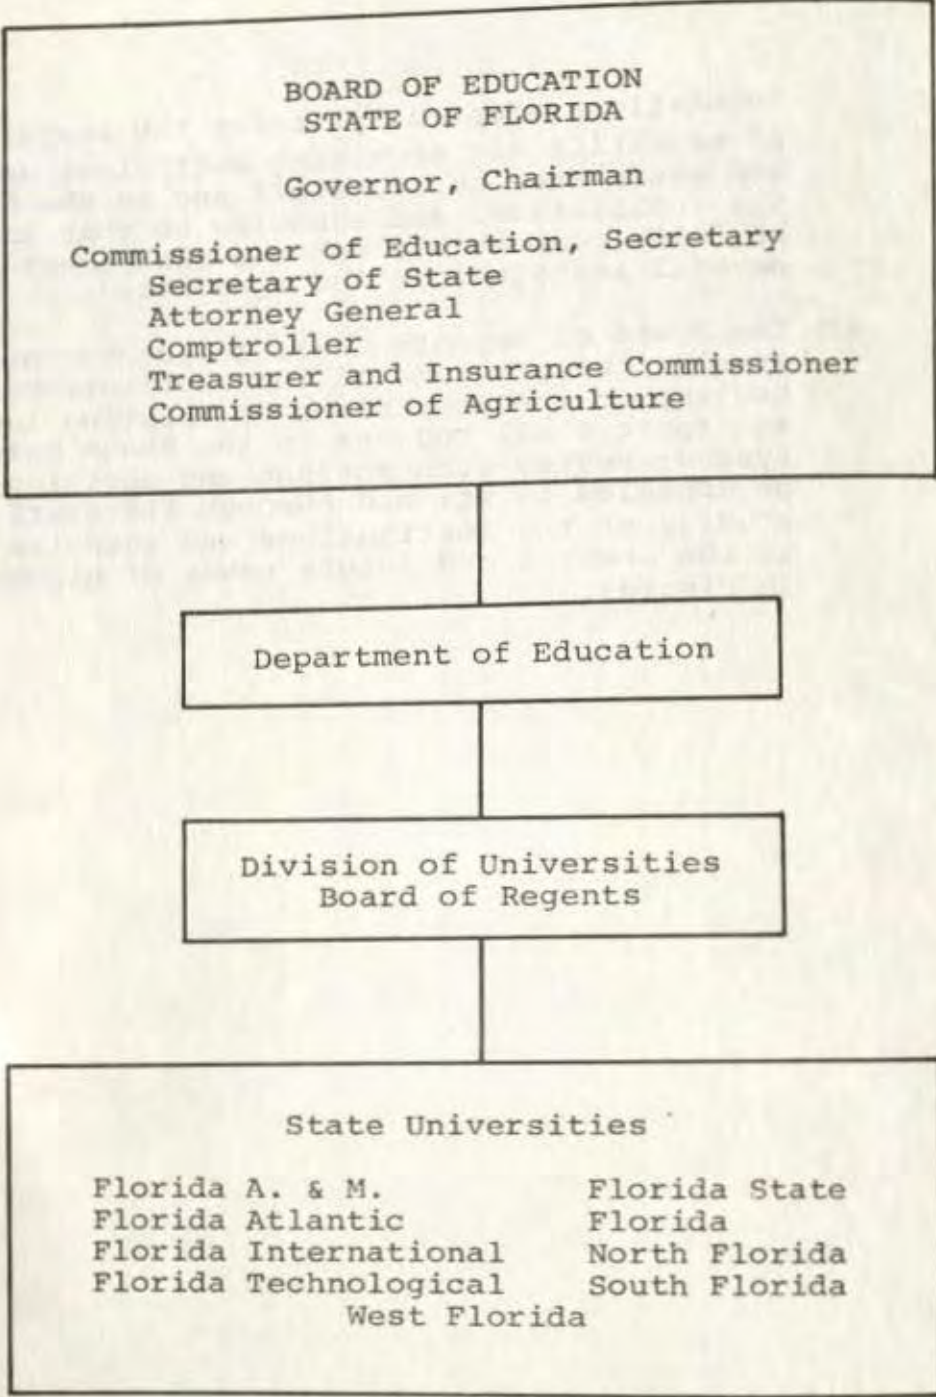 BOARD OF EDUCATION
STATE OF FLORIDA
Governor, Chairman
Commissioner of Education, Secretary
Secretary of State
Attorney General
Comptroller
Treasurer and Insurance Commissioner
Commissioner of Agriculture
Department of Education
Division of Universities
Board of Regents
State Universities
Florida A. & M. Florida State
Florida Atlantic Florida
Florida International North Florida
Florida Technological South Florida
West Florida